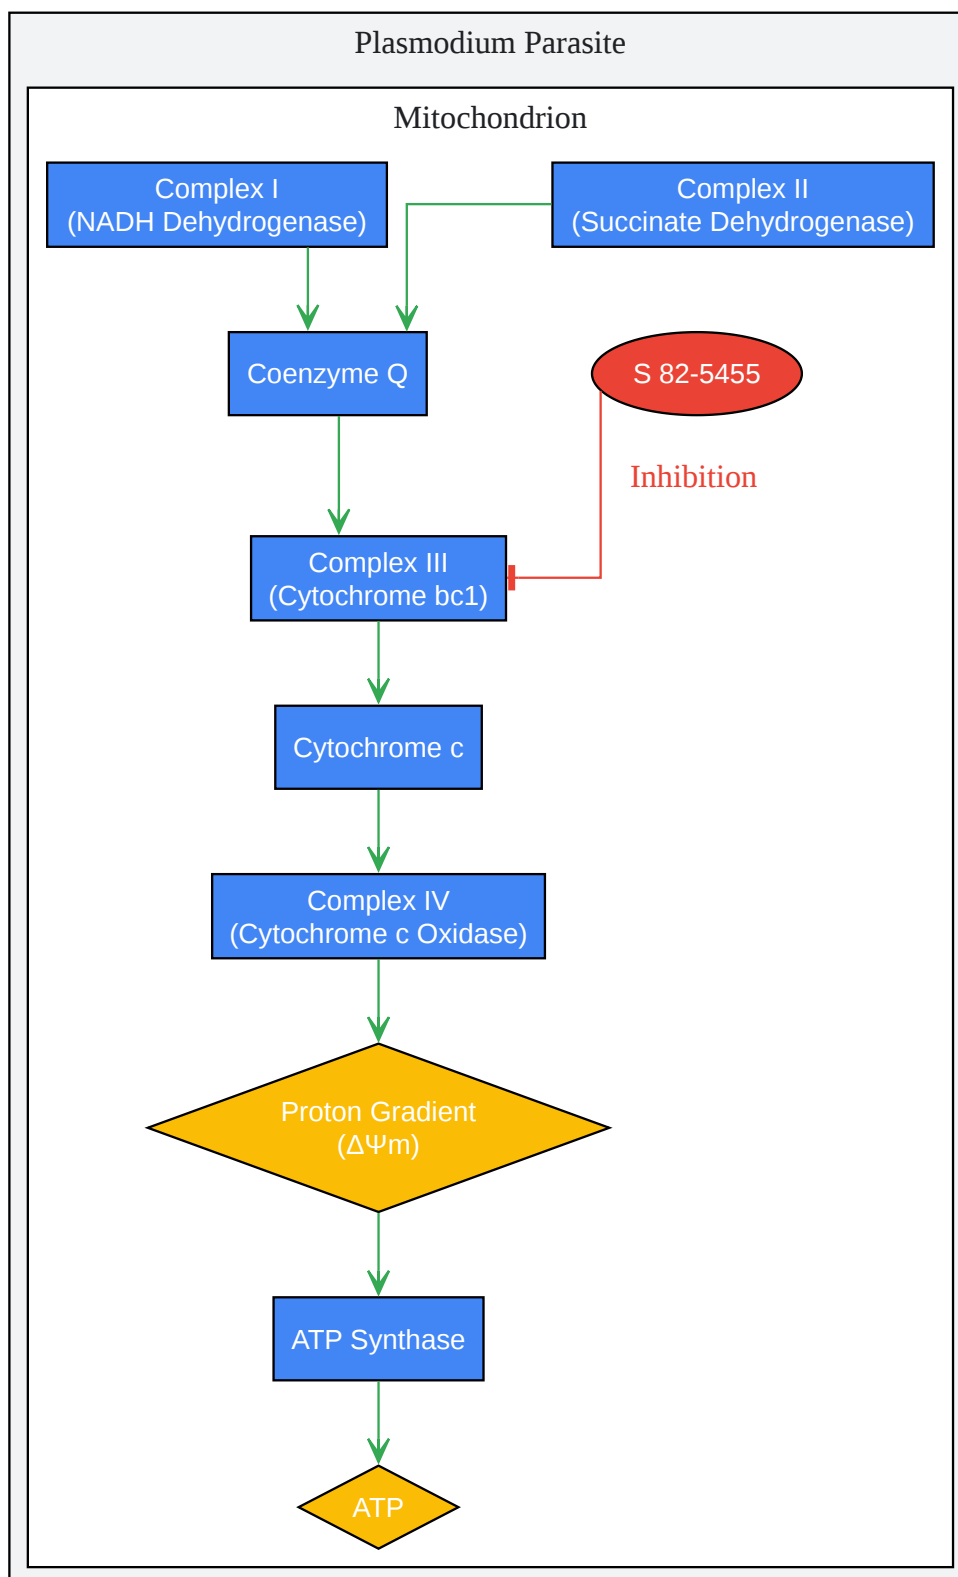 Plasmodium Parasite
Mitochondrion
Complex I
(NADH Dehydrogenase)
Complex II
(Succinate Dehydrogenase)
Coenzyme Q
S 82-5455
Inhibition
Complex III
(Cytochrome bc1)
Cytochrome c
Complex IV
(Cytochrome c Oxidase)
Proton Gradient
(ΔΨm)
ATP Synthase
ATP